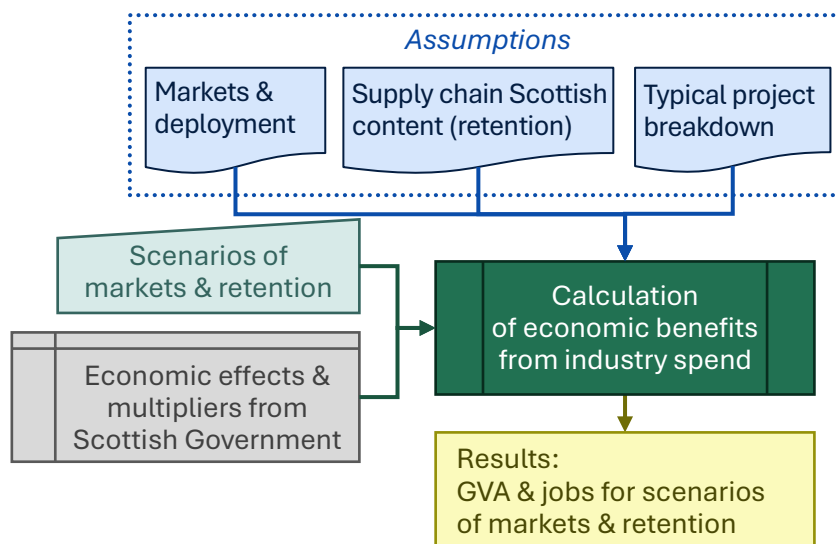 Assumptions
Markets &
deployment
Supply chain Scottish
content (retention)
Typical project
breakdown
Scenarios of
markets & retention
Calculation
of economic benefits
from industry spend
Economic effects &
multipliers from
Scottish Government
Results:
GVA & jobs for scenarios
of markets & retention